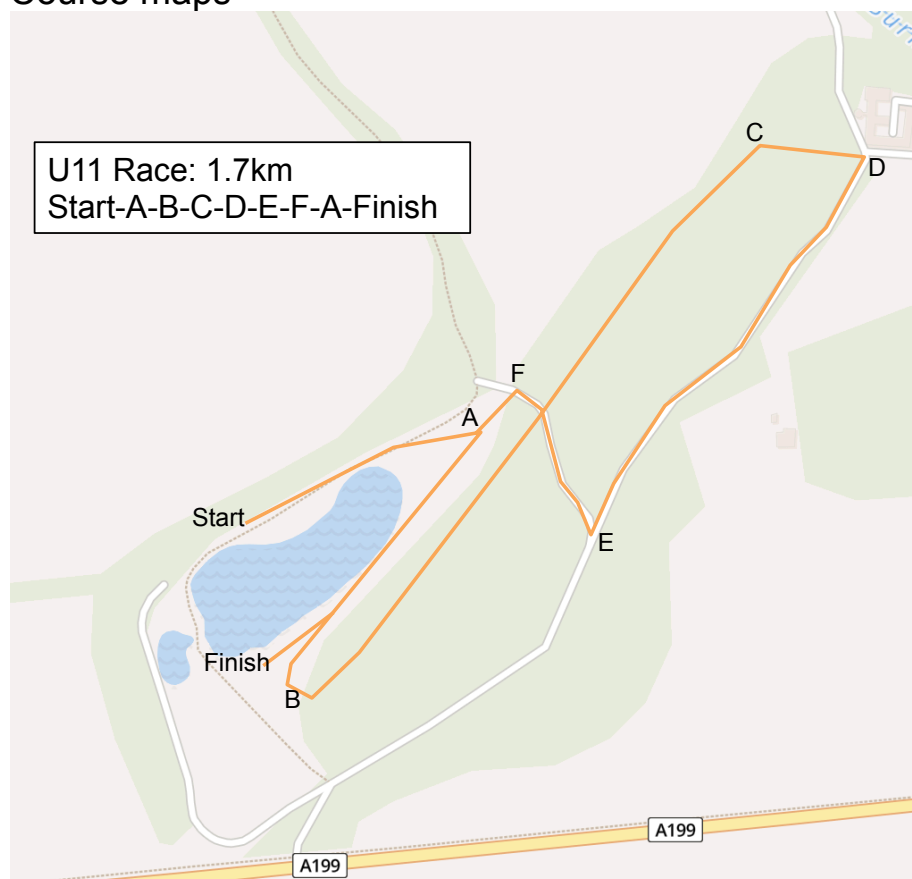 Course maps
U11 Race: 1.7km
Start-A-B-C-D-E-F-A-Finish
C
D
F
A
Start
E
Finish
B
A199
A199